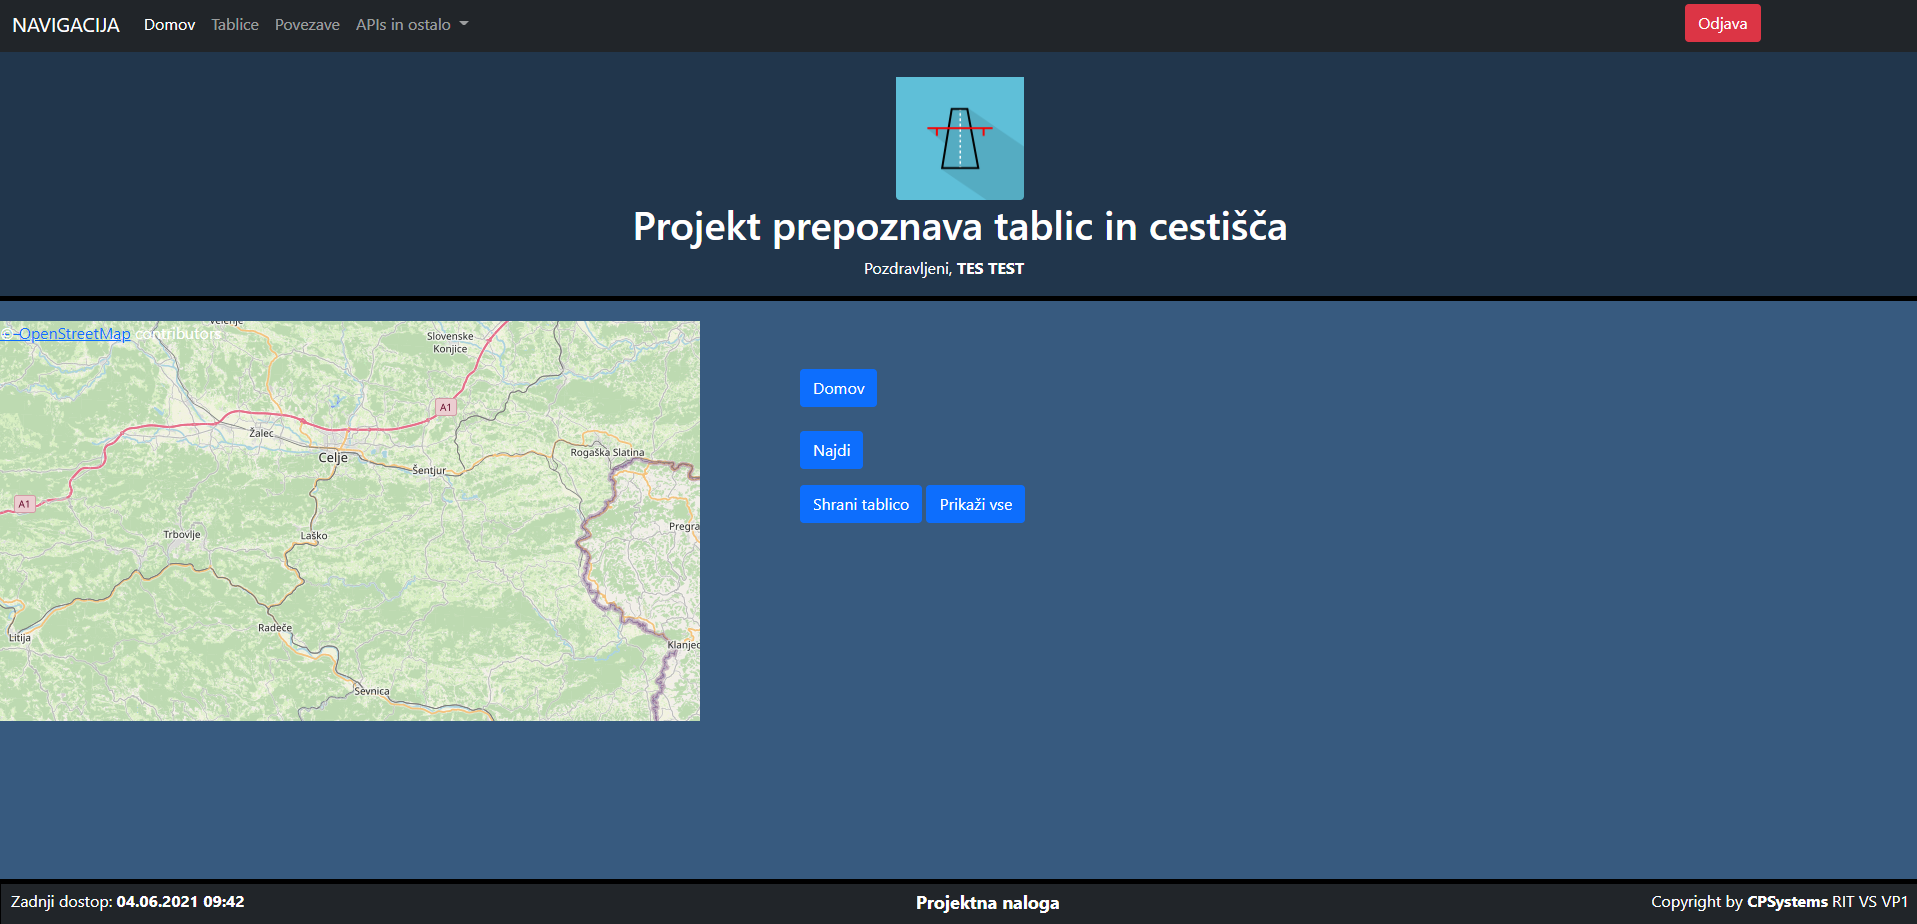 NAVIGACIJA Domov Tablice Povezave APIs in ostalo Odjava
Projekt prepoznava tablic in cestišča
Pozdravljeni, TES TEST
© OpenStreetMap contributors
Slovenske
Konjice
A1
Žalec
Celje
Rogaška Slatina
Šentjur
A1
Trbovlje
Laško
Pregra
Radeče
Litija
Klanjec
Sevnica
Domov
Najdi
Shrani tablico Prikaži vse
Zadnji dostop: 04.06.2021 09:42
Projektna naloga
Copyright by CPSystems RIT VS VP1